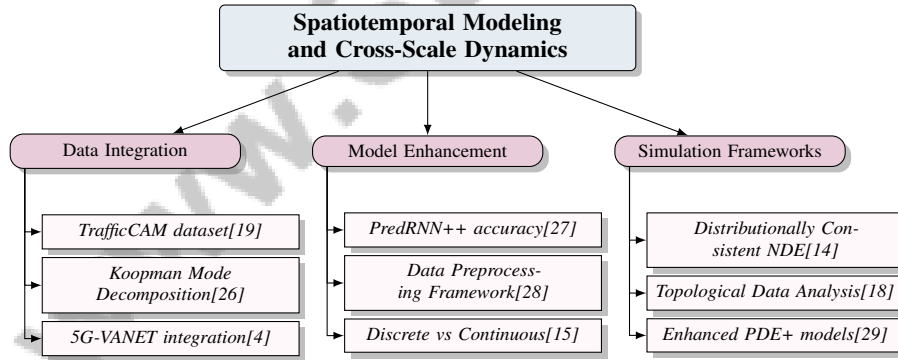 Spatiotemporal Modeling
and Cross-Scale Dynamics
Data Integration
Model Enhancement
Simulation Frameworks
TrafficCAM dataset[19]
Koopman Mode
Decomposition[26]
5G-VANET integration[4]
PredRNN++ accuracy[27]
Data Preprocess-
ing Framework[28]
Discrete vs Continuous[15]
Distributionally Con-
sistent NDE[14]
Topological Data Analysis[18]
Enhanced PDE+ models[29]